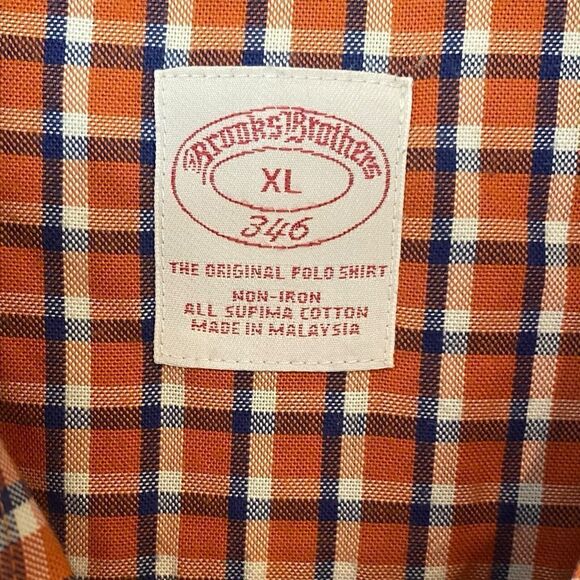 Brooks Brothers
XL
346
THE ORIGINAL POLO SHIRT
NON-IRON
ALL SUPIMA COTTON
MADE IN MALAYSIA